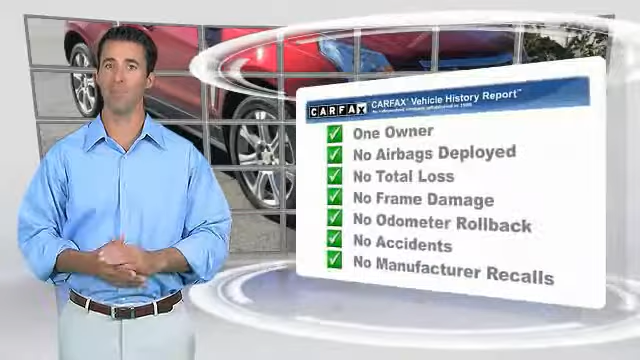 CARFAX
CARFAX Vehicle History Report™
One Owner
No Airbags Deployed
No Total Loss
No Frame Damage
No Odometer Rollback
No Accidents
No Manufacturer Recalls